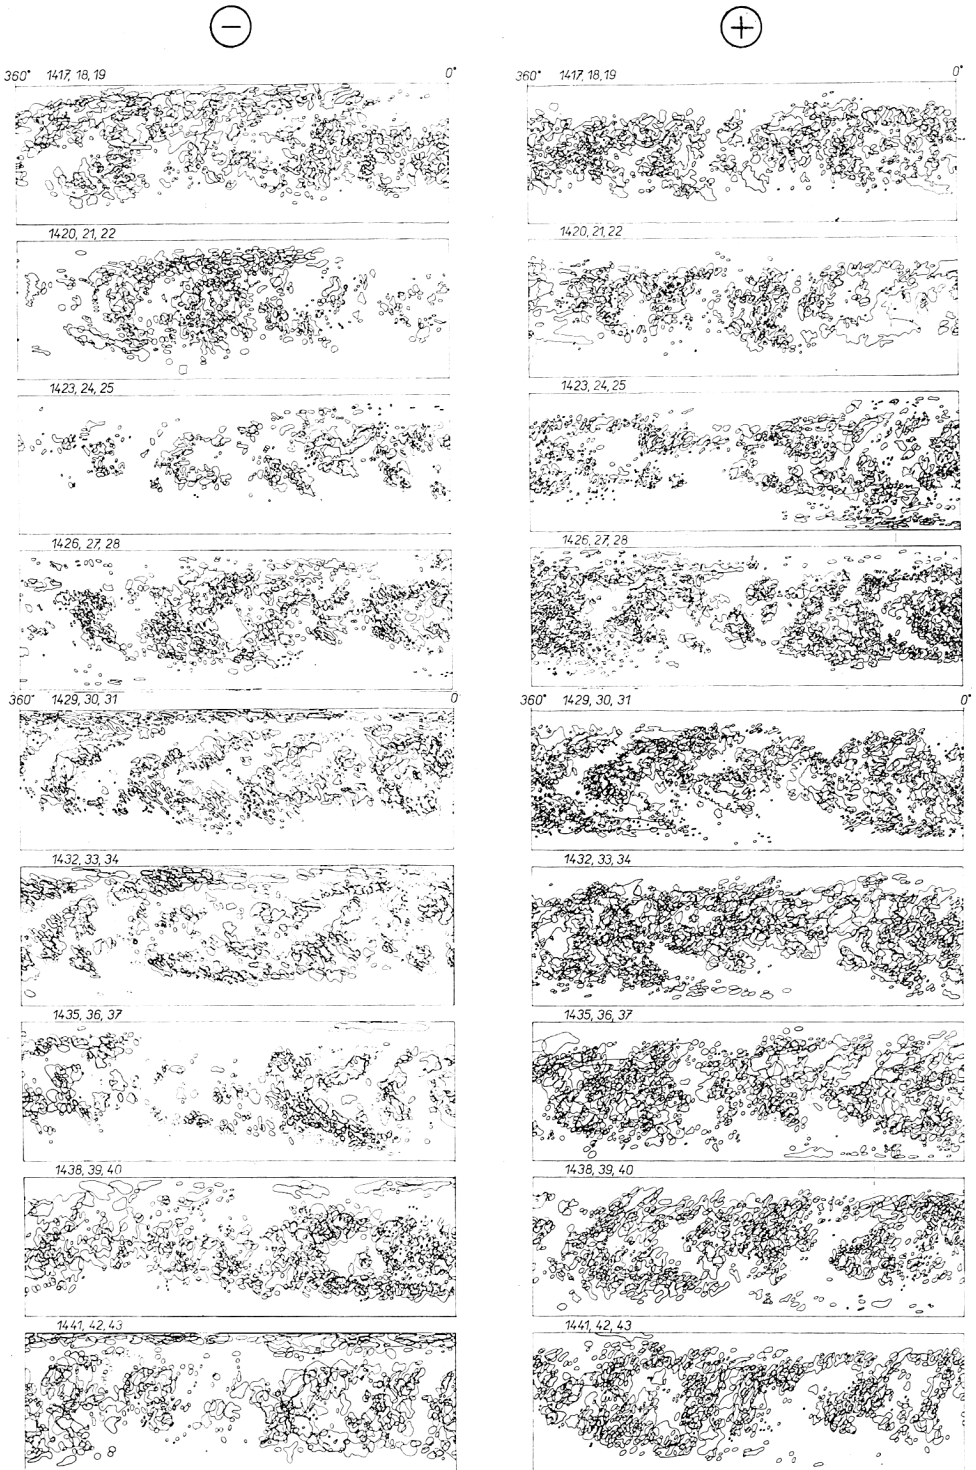 − +
360° 1417, 18, 19 0° 360° 1417, 18, 19 0°
1420, 21, 22 1420, 21, 22
1423, 24, 25 1423, 24, 25
1426, 27, 28 1426, 27, 28
360° 1429, 30, 31 0 360° 1429, 30, 31 0°
1432, 33, 34 1432, 33, 34
1435, 36, 37 1435, 36, 37
1438, 39, 40 1438, 39, 40
1441, 42, 43 1441, 42, 43